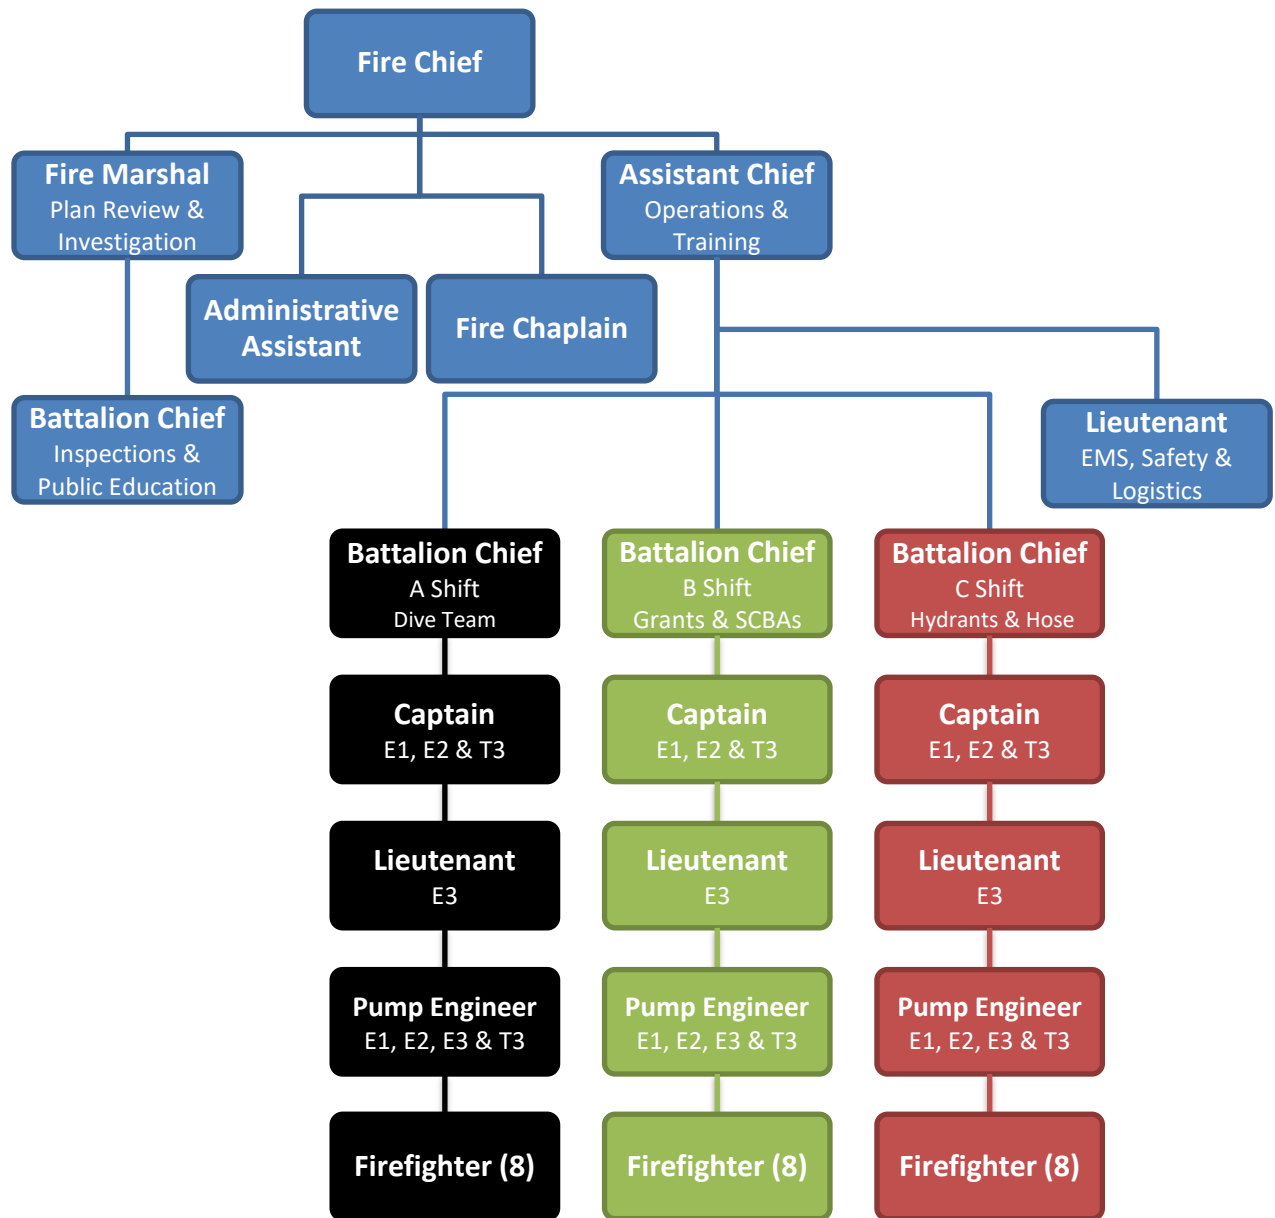 Fire Chief
Fire Marshal
Plan Review &
Investigation
Assistant Chief
Operations &
Training
Administrative
Assistant
Fire Chaplain
Battalion Chief
Inspections &
Public Education
Lieutenant
EMS, Safety &
Logistics
Battalion Chief
A Shift
Dive Team
Battalion Chief
B Shift
Grants & SCBAs
Battalion Chief
C Shift
Hydrants & Hose
Captain
E1, E2 & T3
Captain
E1, E2 & T3
Captain
E1, E2 & T3
Lieutenant
E3
Lieutenant
E3
Lieutenant
E3
Pump Engineer
E1, E2, E3 & T3
Pump Engineer
E1, E2, E3 & T3
Pump Engineer
E1, E2, E3 & T3
Firefighter (8)
Firefighter (8)
Firefighter (8)